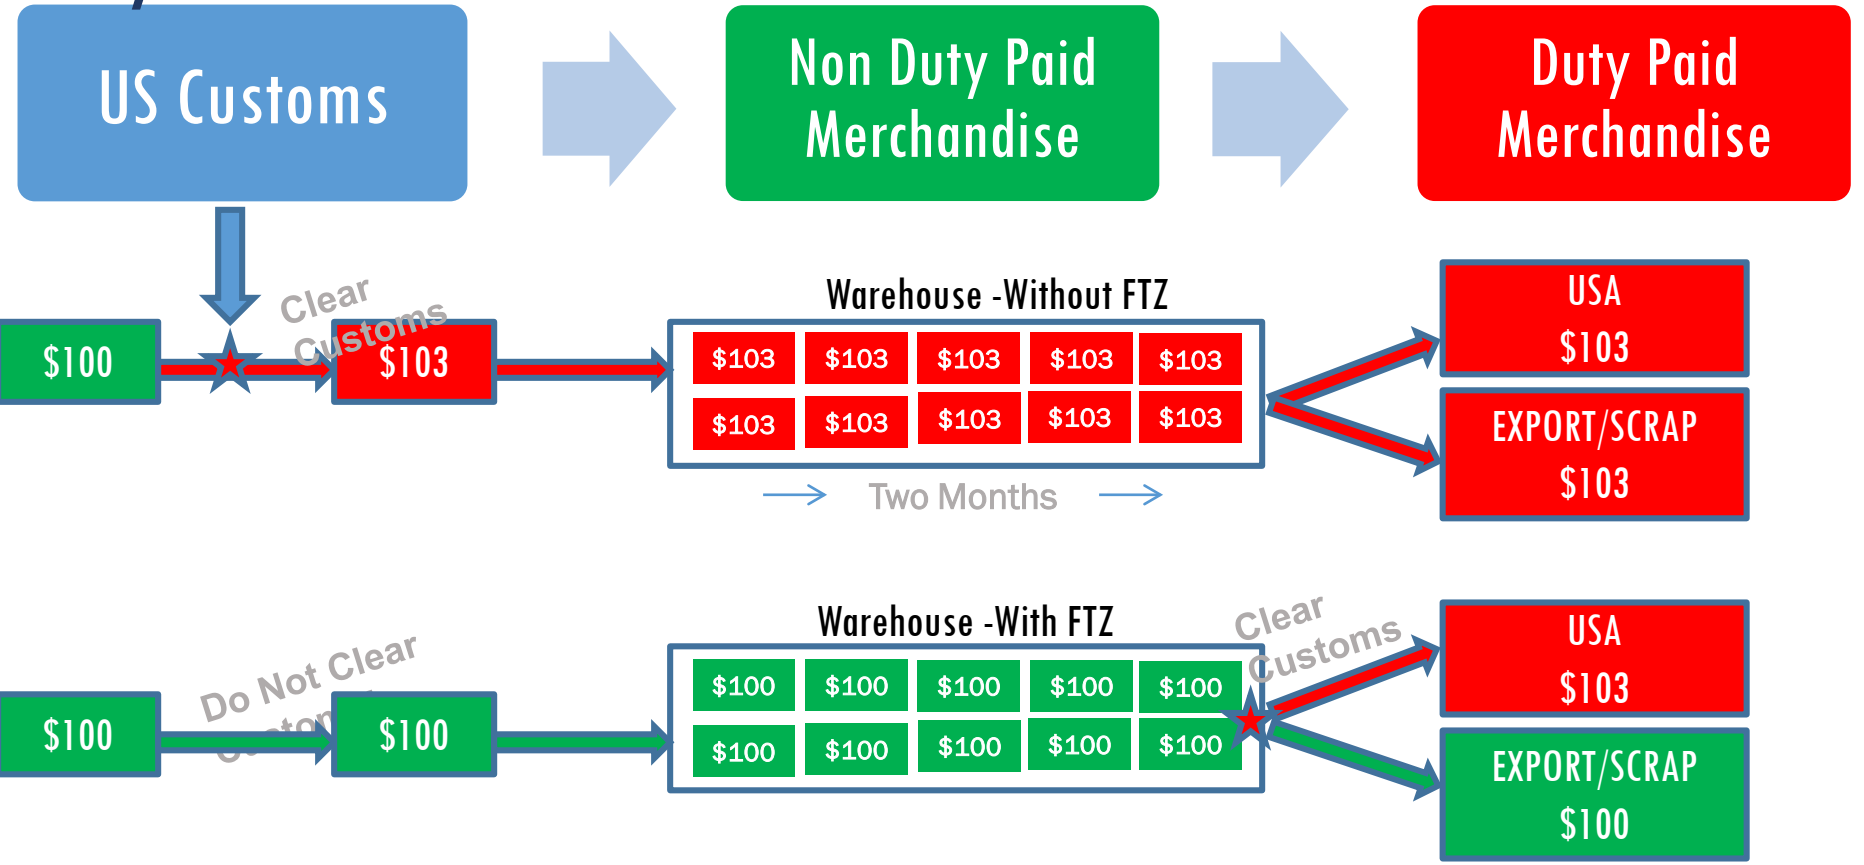 US Customs
Non Duty Paid
Merchandise
Duty Paid
Merchandise
Clear
Customs
$100
$103
Warehouse -Without FTZ
$103 $103 $103 $103 $103
$103 $103 $103 $103 $103
Two Months
USA
$103
EXPORT/SCRAP
$103
Do Not Clear
$100
$100
Warehouse -With FTZ
$100 $100 $100 $100 $100
$100 $100 $100 $100 $100
Clear
Customs
USA
$103
EXPORT/SCRAP
$100